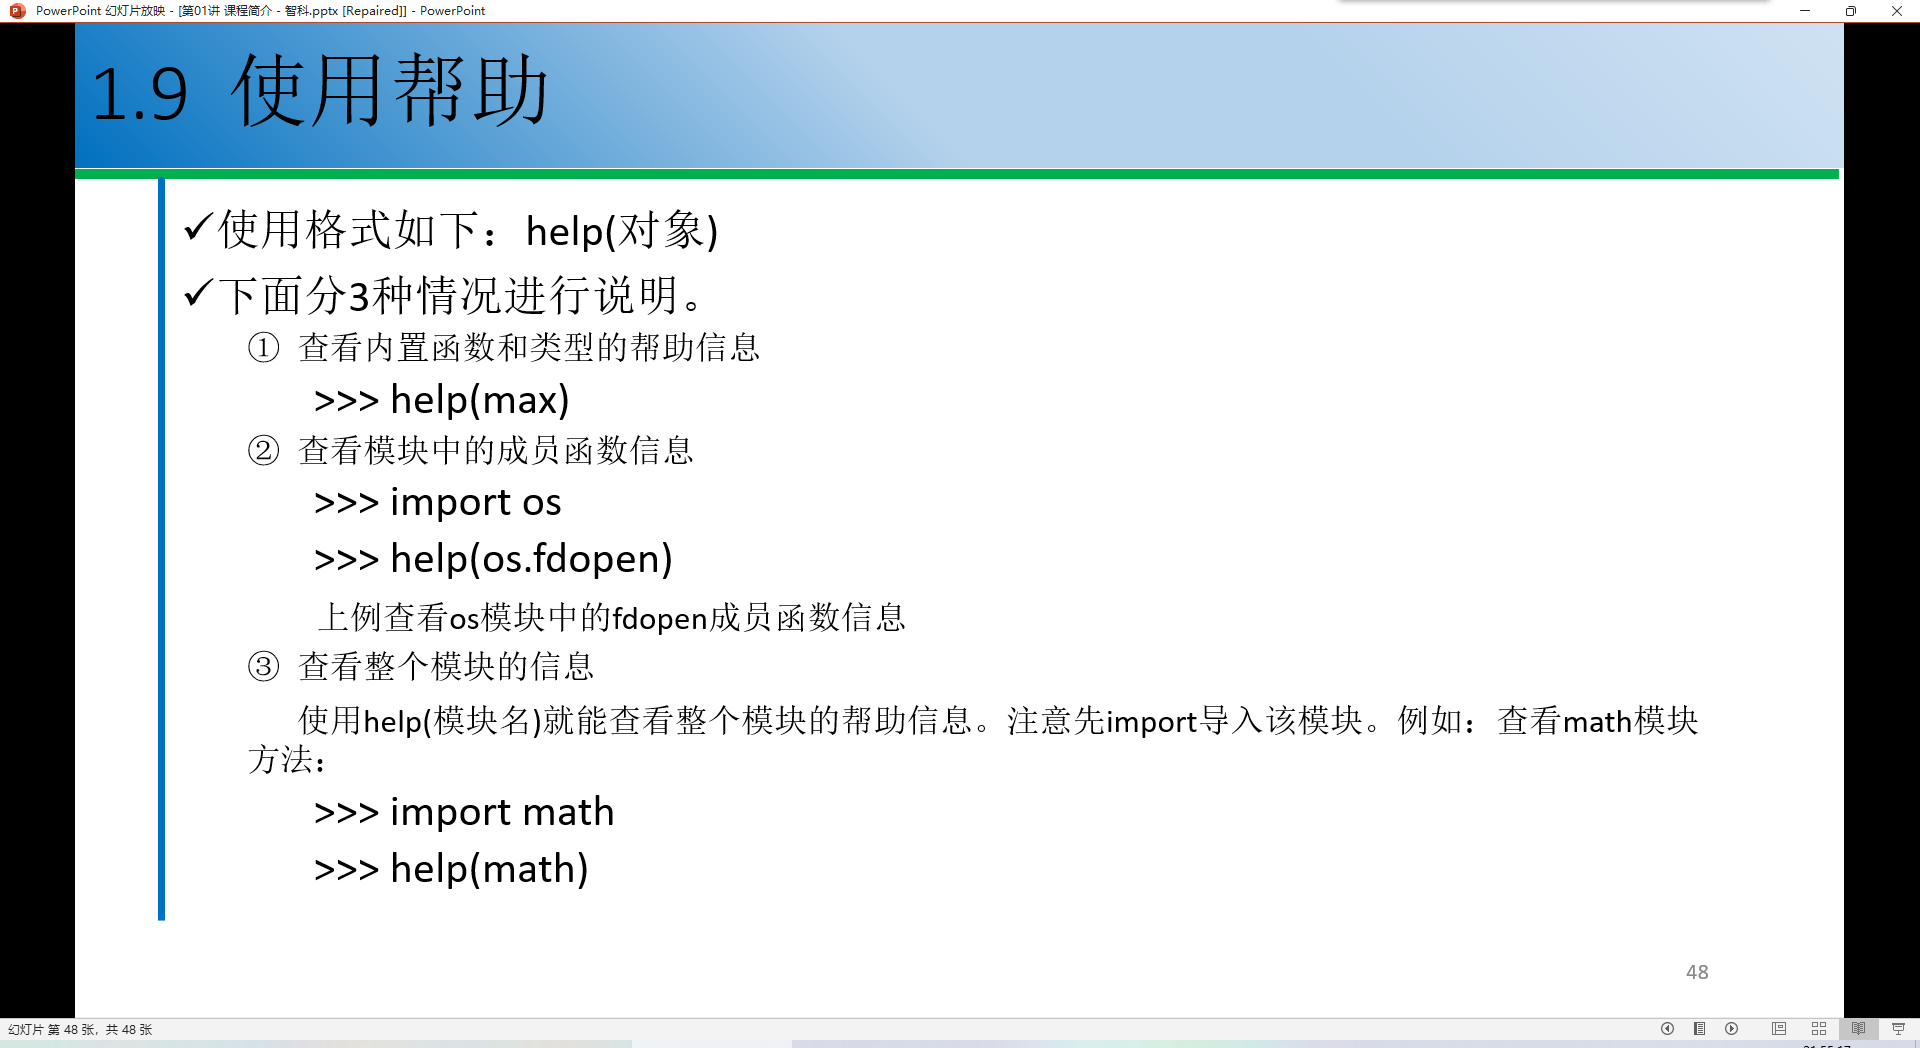 PowerPoint 幻灯片放映 - [第01讲 课程简介 - 智科.pptx [Repaired]] - PowerPoint
1.9 使用帮助
✓使用格式如下：help(对象)
✓下面分3种情况进行说明。
① 查看内置函数和类型的帮助信息
>>> help(max)
② 查看模块中的成员函数信息
>>> import os
>>> help(os.fdopen)
上例查看os模块中的fdopen成员函数信息
③ 查看整个模块的信息
使用help(模块名)就能查看整个模块的帮助信息。注意先import导入该模块。例如：查看math模块
方法：
>>> import math
>>> help(math)
48
幻灯片 第 48 张，共 48 张